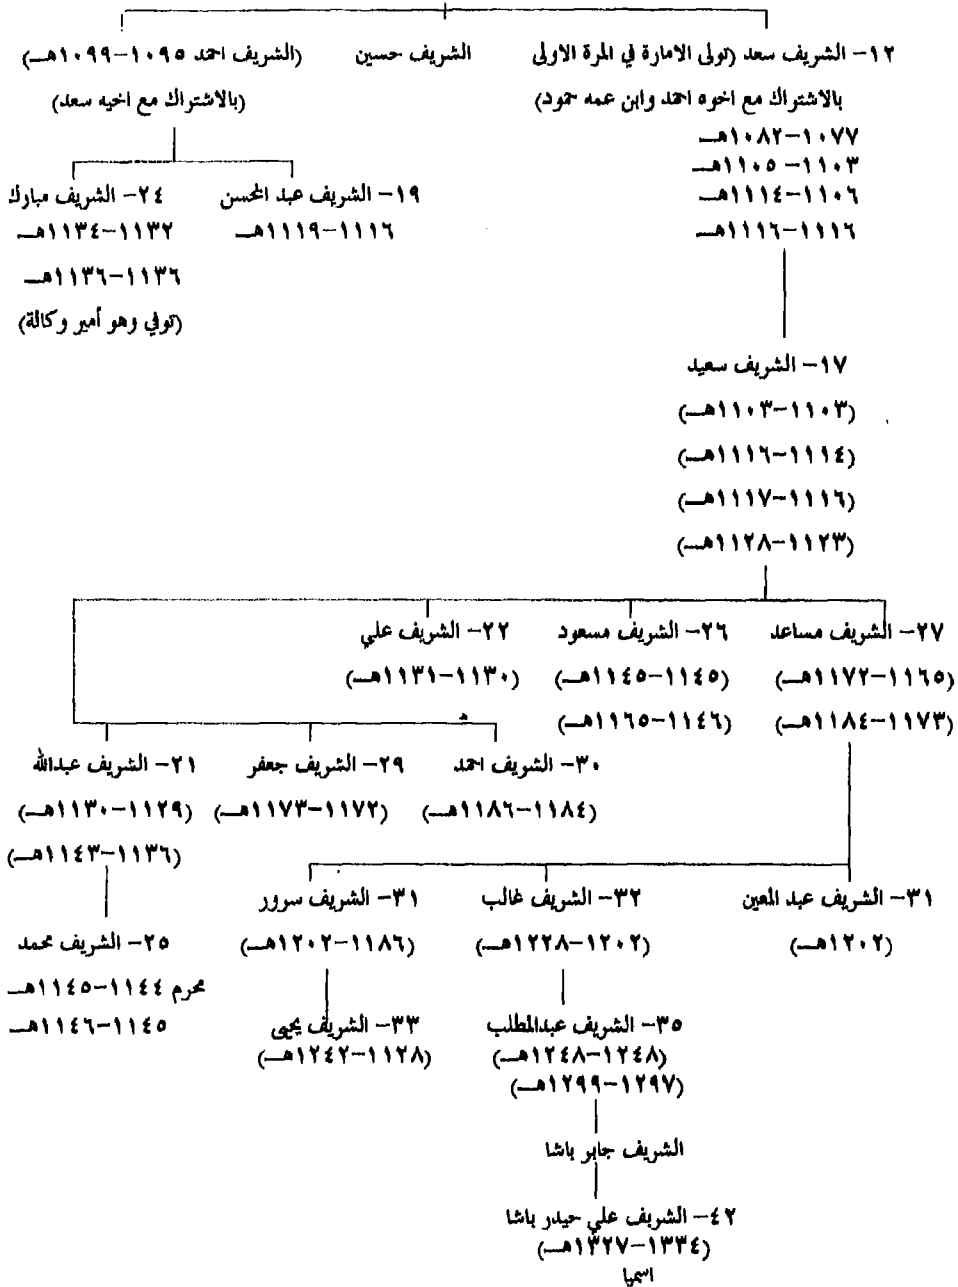 ١٢- الشريف سعد (تولى الامارة في المرة الاولى
بالاشتراك مع اخوه احمد وابن عمه حمود)
١٠٧٧-١٠٨٢هـ
١١٠٣-١١٠٥هـ
١١٠٦-١١١٤هـ
١١١٦-١١١٦هـ
الشريف حسين
(الشريف احمد ١٠٩٥-١٠٩٩هـ)
(بالاشتراك مع اخيه سعد)
١٩- الشريف عبد المحسن
١١١٦-١١١٩هـ
٢٤- الشريف مبارك
١١٣٢-١١٣٤هـ
١١٣٦-١١٣٦هـ
(توفي وهو أمير وكالة)
١٧- الشريف سعيد
(١١٠٣-١١٠٣هـ)
(١١١٤-١١١٦هـ)
(١١١٦-١١١٧هـ)
(١١٢٣-١١٢٨هـ)
٢٧- الشريف مساعد
(١١٦٥-١١٧٢هـ)
(١١٧٣-١١٨٤هـ)
٢٦- الشريف مسعود
(١١٤٥-١١٤٥هـ)
(١١٤٦-١١٦٥هـ)
٢٢- الشريف علي
(١١٣٠-١١٣١هـ)
٣٠- الشريف احمد
(١١٨٤-١١٨٦هـ)
٢٩- الشريف جعفر
(١١٧٢-١١٧٣هـ)
٢١- الشريف عبدالله
(١١٢٩-١١٣٠هـ)
(١١٣٦-١١٤٣هـ)
٢٥- الشريف محمد
محرم ١١٤٤-١١٤٥هـ
١١٤٥-١١٤٦هـ
٣١- الشريف عبد المعين
(١٢٠٢هـ)
٣٢- الشريف غالب
(١٢٠٢-١٢٢٨هـ)
٣١- الشريف سرور
(١١٨٦-١٢٠٢هـ)
٣٣- الشريف يحيى
(١١٢٨-١٢٤٢هـ)
٣٥- الشريف عبدالمطلب
(١٢٤٨-١٢٤٨هـ)
(١٢٩٧-١٢٩٩هـ)
الشريف جابر باشا
٤٢- الشريف علي حيدر باشا
(١٣٣٤-١٣٢٧هـ)
اسميا